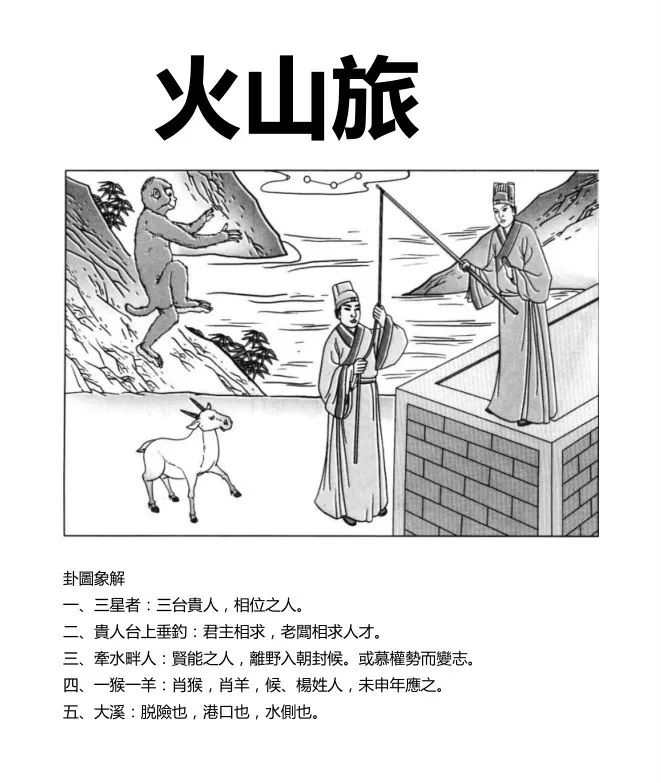 火山旅
卦圖象解
一、三星者：三台貴人，相位之人。
二、貴人台上垂釣：君主相求，老闆相求人才。
三、牽水畔人：賢能之人，離野入朝封候。或慕權勢而變志。
四、一猴一羊：肖猴，肖羊，候、楊姓人，未申年應之。
五、大溪：脱險也，港口也，水側也。